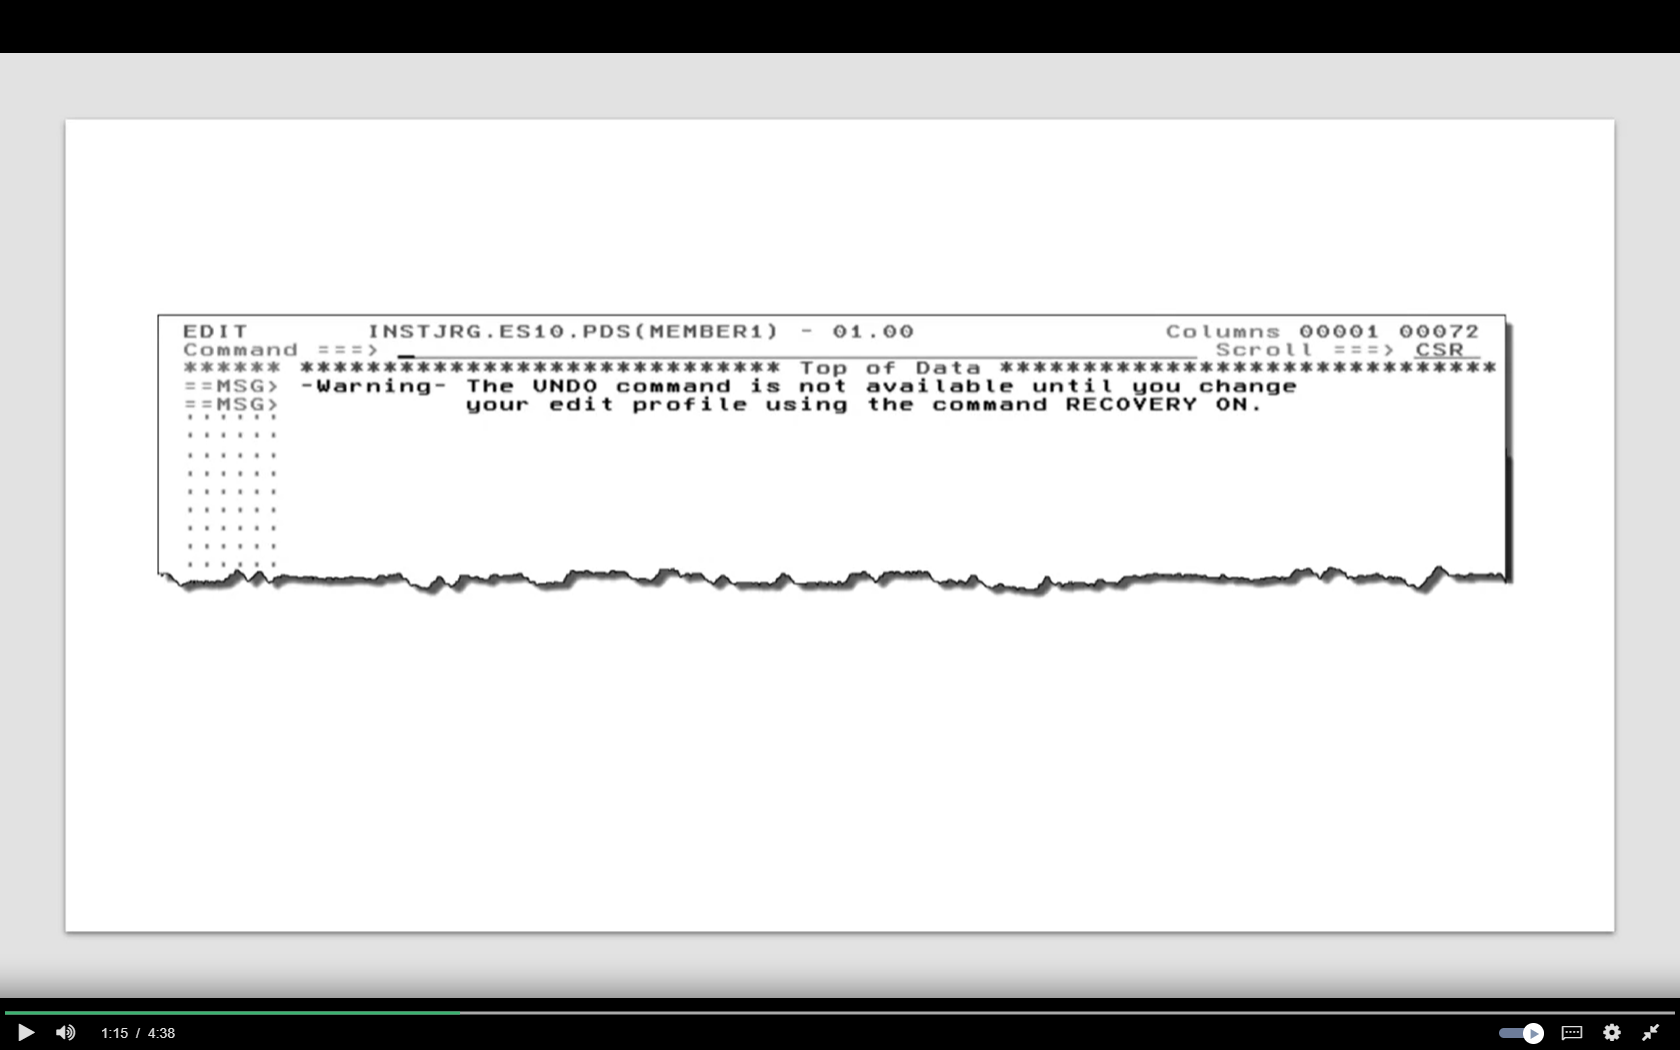 EDIT INSTJRG.ES10.PDS(MEMBER1) - 01.00 Columns 00001 00072
Command ===> Scroll ===> CSR
****** ***************************** Top of Data ******************************
==MSG> -Warning- The UNDO command is not available until you change
==MSG> your edit profile using the command RECOVERY ON.
''''''
''''''
''''''
''''''
''''''
''''''
''''''
''''''
''''''
1:15 / 4:38